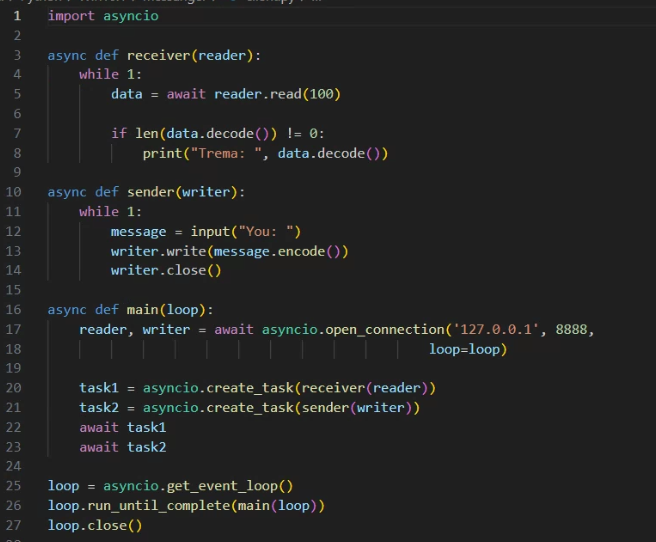 1 import asyncio
2
3 async def receiver(reader):
4     while 1:
5         data = await reader.read(100)
6
7         if len(data.decode()) != 0:
8             print("Trema: ", data.decode())
9
10 async def sender(writer):
11     while 1:
12         message = input("You: ")
13         writer.write(message.encode())
14         writer.close()
15
16 async def main(loop):
17     reader, writer = await asyncio.open_connection('127.0.0.1', 8888,
18                                                    loop=loop)
19
20     task1 = asyncio.create_task(receiver(reader))
21     task2 = asyncio.create_task(sender(writer))
22     await task1
23     await task2
24
25 loop = asyncio.get_event_loop()
26 loop.run_until_complete(main(loop))
27 loop.close()